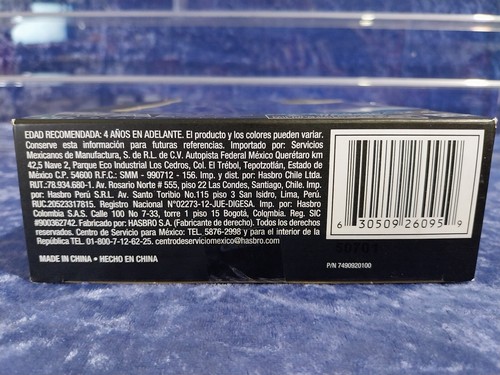 EDAD RECOMENDADA: 4 AÑOS EN ADELANTE. El producto y los colores pueden variar.
Conserve esta información para futuras referencias. Importado por: Servicios
Mexicanos de Manufactura, S. de R.L. de C.V. Autopista Federal México Querétaro km
42,5 Nave 2, Parque Eco Industrial Los Cedros, Col. El Trébol, Tepotzotlán, Estado de
México C.P. 54600 R.F.C.: SMM - 990712 - 156. Imp. y dist. por: Hasbro Chile Ltda.
RUT.:78.934.680-1. Av. Rosario Norte # 555, piso 22 Las Condes, Santiago, Chile. Imp.
por: Hasbro Perú S.R.L. Av. Santo Toribio No.115 piso 3 San Isidro, Lima, Perú.
RUC.20523317815. Registro Nacional N°02273-12-JUE-DIGESA. Imp. por: Hasbro
Colombia S.A.S. Calle 100 No 7-33, torre 1 piso 15 Bogotá, Colombia. Reg. SIC
#900362742. Fabricado por: HASBRO S.A. (Fabricante de derecho). Todos los derechos
reservados. Centro de Servicio para México: TEL. 5876-2998 y para el interior de la
República TEL. 01-800-7-12-62-25. centrodeserviciomexico@hasbro.com.
MADE IN CHINA • HECHO EN CHINA
6 30509 26095 9
P/N 7490920100